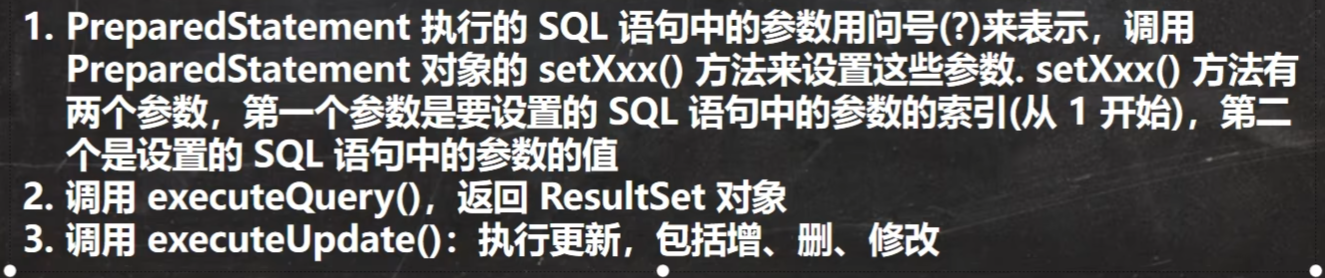 1. PreparedStatement 执行的 SQL 语句中的参数用问号(?)来表示，调用
PreparedStatement 对象的 setXxx() 方法来设置这些参数. setXxx() 方法有
两个参数，第一个参数是要设置的 SQL 语句中的参数的索引(从 1 开始)，第二
个是设置的 SQL 语句中的参数的值
2. 调用 executeQuery()，返回 ResultSet 对象
3. 调用 executeUpdate()：执行更新，包括增、删、修改